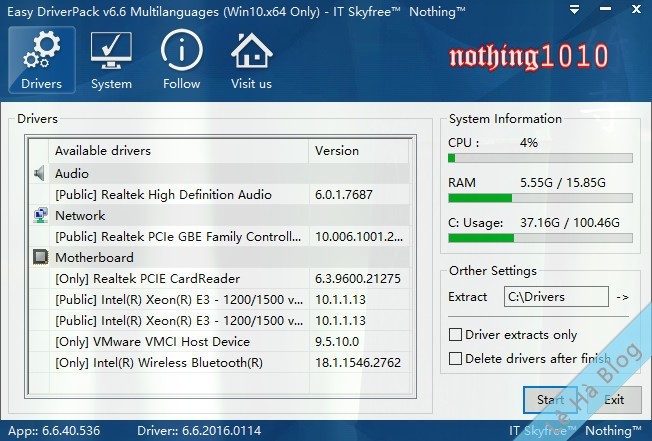 Easy DriverPack v6.6 Multilanguages (Win10.x64 Only) - IT Skyfree™ Nothing™
Drivers
System
Follow
Visit us
nothing1010
Drivers
Available drivers Version
Audio
[Public] Realtek High Definition Audio 6.0.1.7687
Network
[Public] Realtek PCIe GBE Family Controll... 10.006.1001.2...
Motherboard
[Only] Realtek PCIE CardReader 6.3.9600.21275
[Public] Intel(R) Xeon(R) E3 - 1200/1500 v... 10.1.1.13
[Public] Intel(R) Xeon(R) E3 - 1200/1500 v... 10.1.1.13
[Only] VMware VMCI Host Device 9.5.10.0
[Only] Intel(R) Wireless Bluetooth(R) 18.1.1546.2762
System Information
CPU : 4%
RAM 5.55G / 15.85G
C: Usage: 37.16G / 100.46G
Orther Settings
Extract C:\Drivers ->
Driver extracts only
Delete drivers after finish
Start Exit
Lê Hà Blog
App: 6.6.40.536 Driver: 6.6.2016.0114 IT Skyfree™ Nothing™